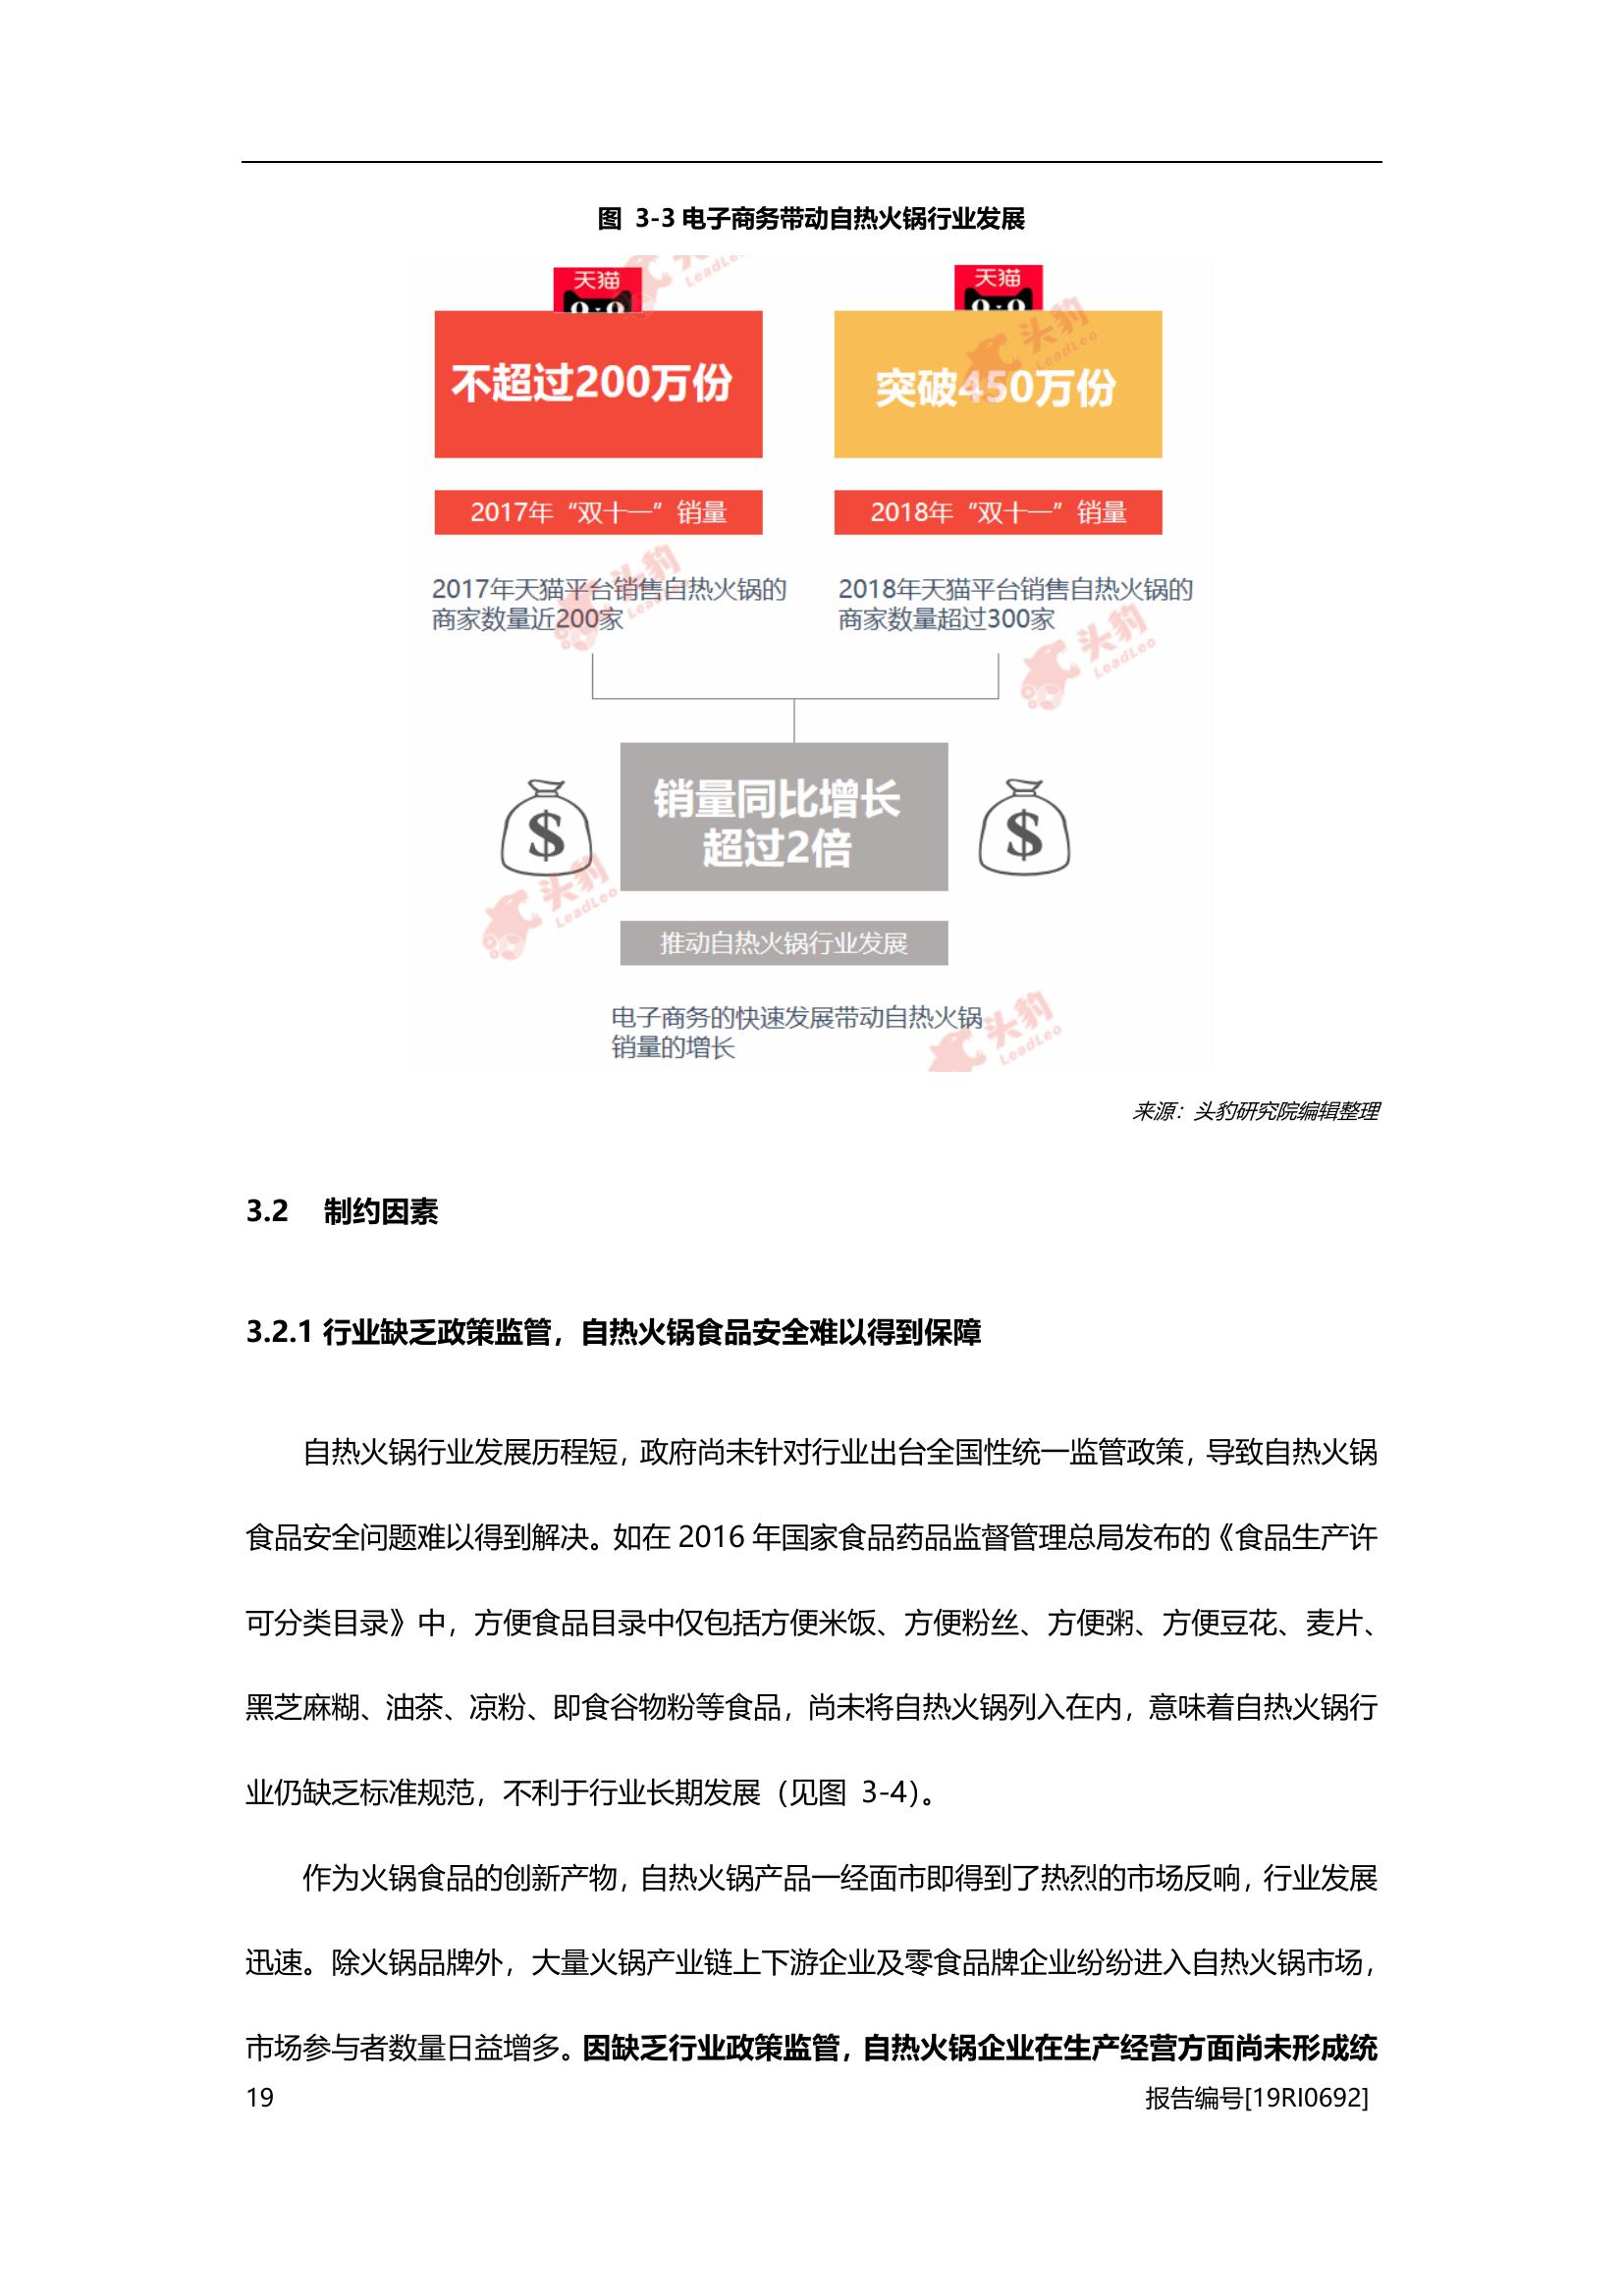 图 3-3 电子商务带动自热火锅行业发展
天猫
天猫
不超过200万份
突破450万份
2017年“双十一”销量
2018年“双十一”销量
2017年天猫平台销售自热火锅的
商家数量近200家
2018年天猫平台销售自热火锅的
商家数量超过300家
销量同比增长
超过2倍
推动自热火锅行业发展
电子商务的快速发展带动自热火锅
销量的增长
头豹
LeadLeo
头豹
LeadLeo
头豹
LeadLeo
头豹
LeadLeo
头豹
LeadLeo
LeadLeo
来源：头豹研究院编辑整理
3.2 制约因素
3.2.1 行业缺乏政策监管，自热火锅食品安全难以得到保障
自热火锅行业发展历程短，政府尚未针对行业出台全国性统一监管政策，导致自热火锅
食品安全问题难以得到解决。如在 2016 年国家食品药品监督管理总局发布的《食品生产许
可分类目录》中，方便食品目录中仅包括方便米饭、方便粉丝、方便粥、方便豆花、麦片、
黑芝麻糊、油茶、凉粉、即食谷物粉等食品，尚未将自热火锅列入在内，意味着自热火锅行
业仍缺乏标准规范，不利于行业长期发展（见图 3-4）。
作为火锅食品的创新产物，自热火锅产品一经面市即得到了热烈的市场反响，行业发展
迅速。除火锅品牌外，大量火锅产业链上下游企业及零食品牌企业纷纷进入自热火锅市场，
市场参与者数量日益增多。因缺乏行业政策监管，自热火锅企业在生产经营方面尚未形成统
19
报告编号[19RI0692]